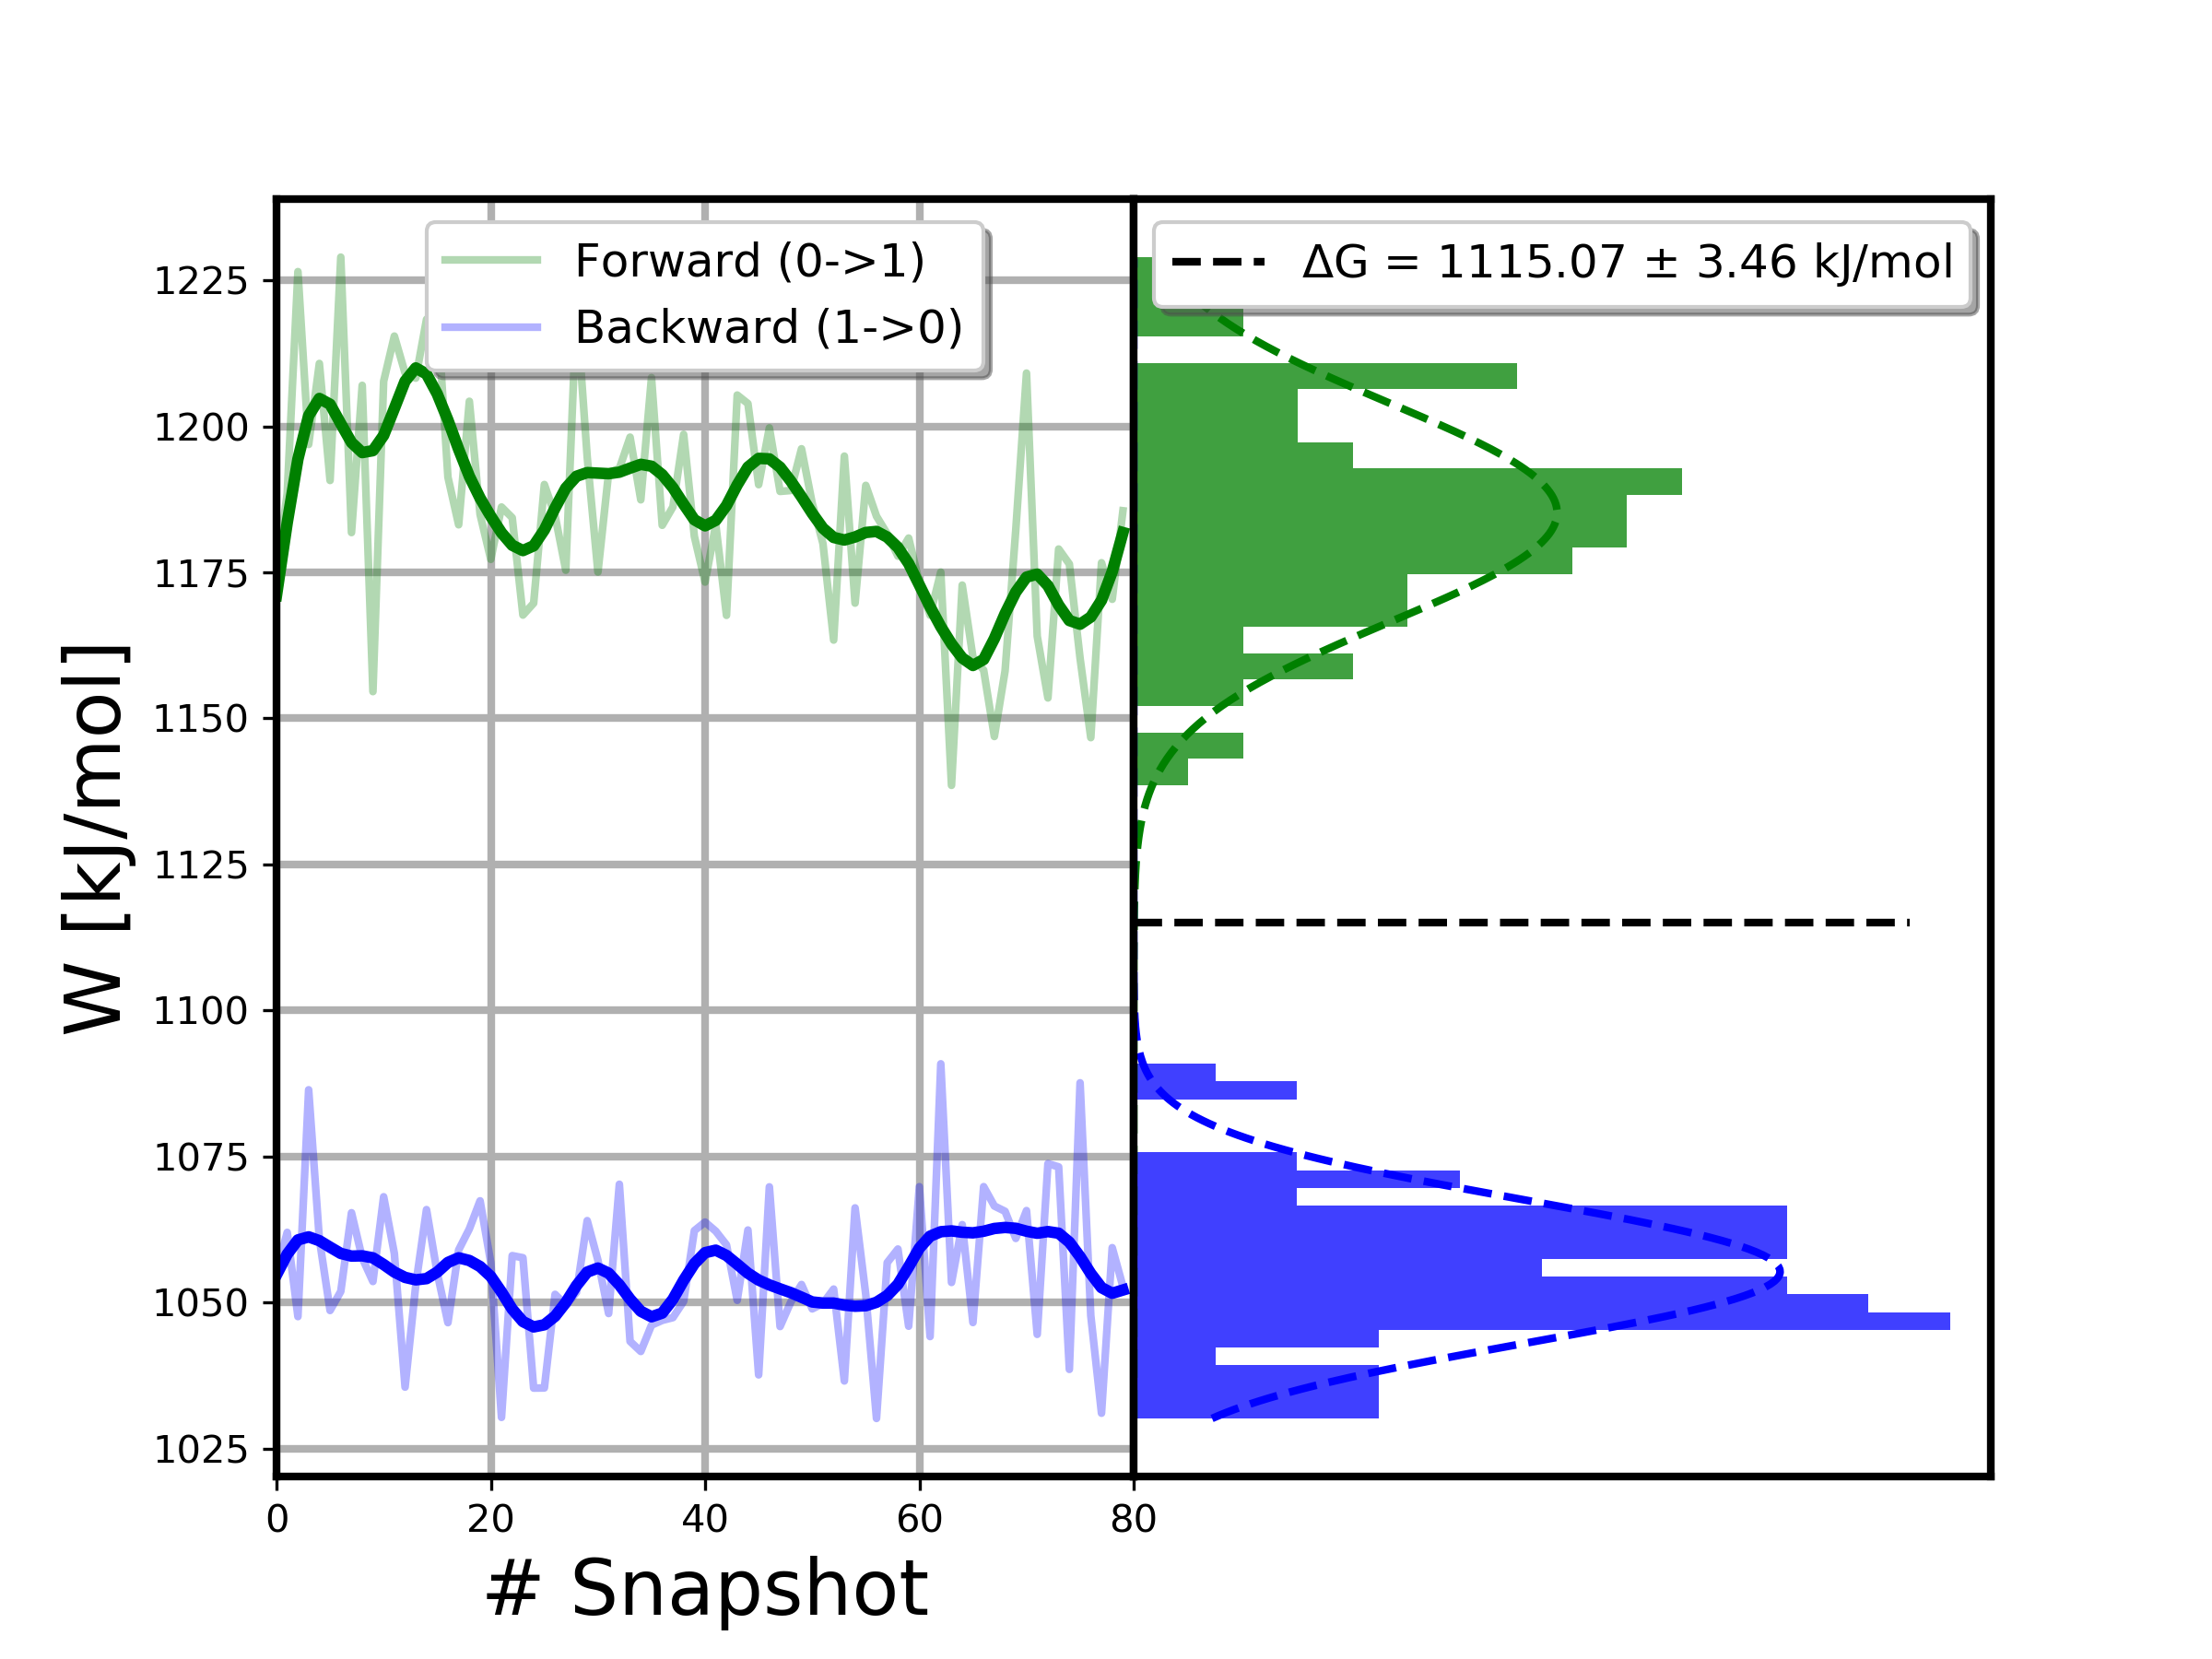 Forward (0->1)
Backward (1->0)
ΔG = 1115.07 ± 3.46 kJ/mol
W [kJ/mol]
1225
1200
1175
1150
1125
1100
1075
1050
1025
0 20 40 60 80
# Snapshot